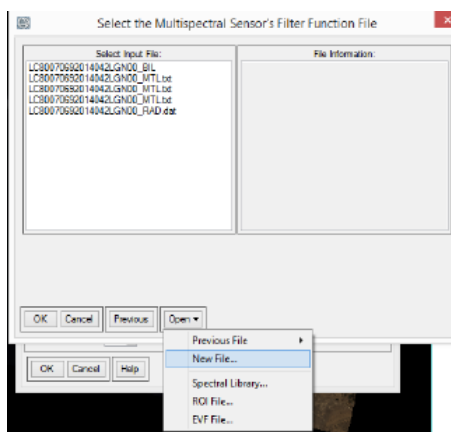 Select the Multispectral Sensor's Filter Function File
x
Select Input File:
File Information:
LC80070692014042LGN00_BIL
LC80070692014042LGN00_MTL.txt
LC80070692014042LGN00_MTL.txt
LC80070692014042LGN00_MTL.txt
LC80070692014042LGN00_RAD.dat
OK Cancel Previous Open ▾
Previous File
New File...
Spectral Library...
ROI File...
EVF File...
OK Cancel Help